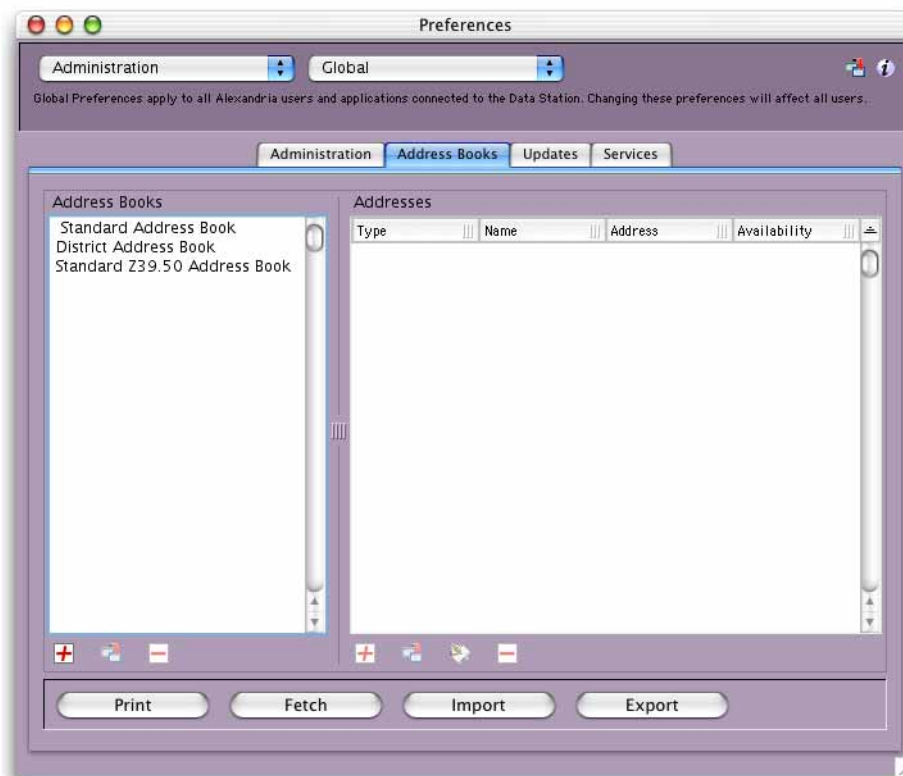 Preferences
Administration Global
Global Preferences apply to all Alexandria users and applications connected to the Data Station. Changing these preferences will affect all users.
Administration Address Books Updates Services
Address Books
Standard Address Book
District Address Book
Standard Z39.50 Address Book
Addresses
Type Name Address Availability
Print Fetch Import Export